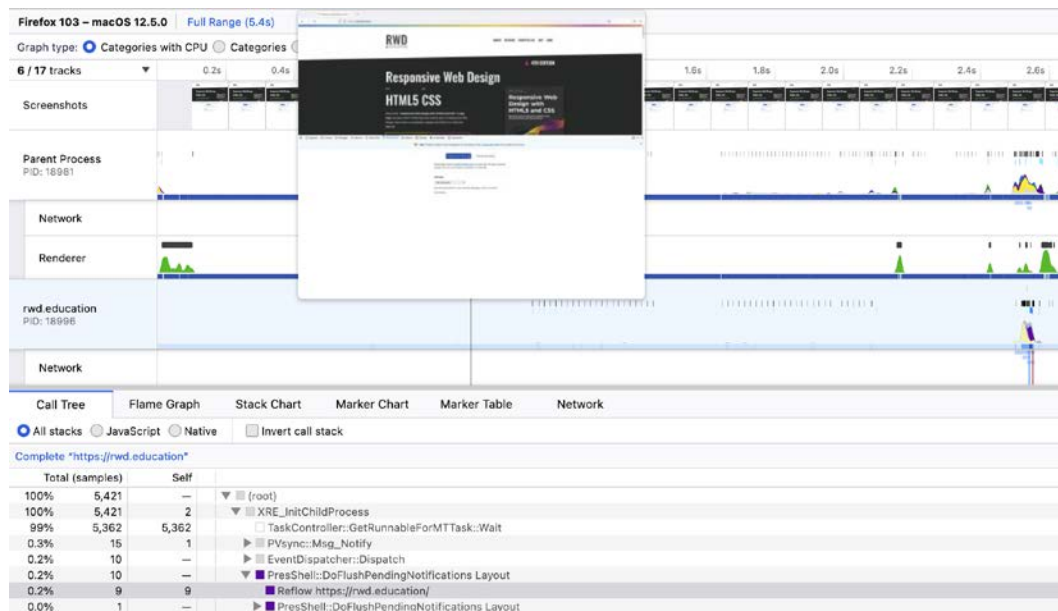 Firefox 103 – macOS 12.5.0 Full Range (5.4s)
Graph type: Categories with CPU Categories
6 / 17 tracks 0.2s 0.4s 1.6s 1.8s 2.0s 2.2s 2.4s 2.6s
RWD
Responsive Web Design
HTML5 CSS
Responsive Web
Design with
HTML5 and CSS
Screenshots
Parent Process
PID: 18981
Network
Renderer
rwd.education
PID: 18996
Network
Call Tree Flame Graph Stack Chart Marker Chart Marker Table Network
All stacks JavaScript Native Invert call stack
Complete "https://rwd.education"
Total (samples) Self
100% 5,421 — (root)
100% 5,421 2 XRE_InitChildProcess
99% 5,362 5,362 TaskController::GetRunnableForMTTask::Wait
0.3% 15 1 PVsync::Msg_Notify
0.2% 10 — EventDispatcher::Dispatch
0.2% 10 — PresShell::DoFlushPendingNotifications Layout
0.2% 9 9 Reflow https://rwd.education/
0.0% 1 — PresShell::DoFlushPendingNotifications Layout